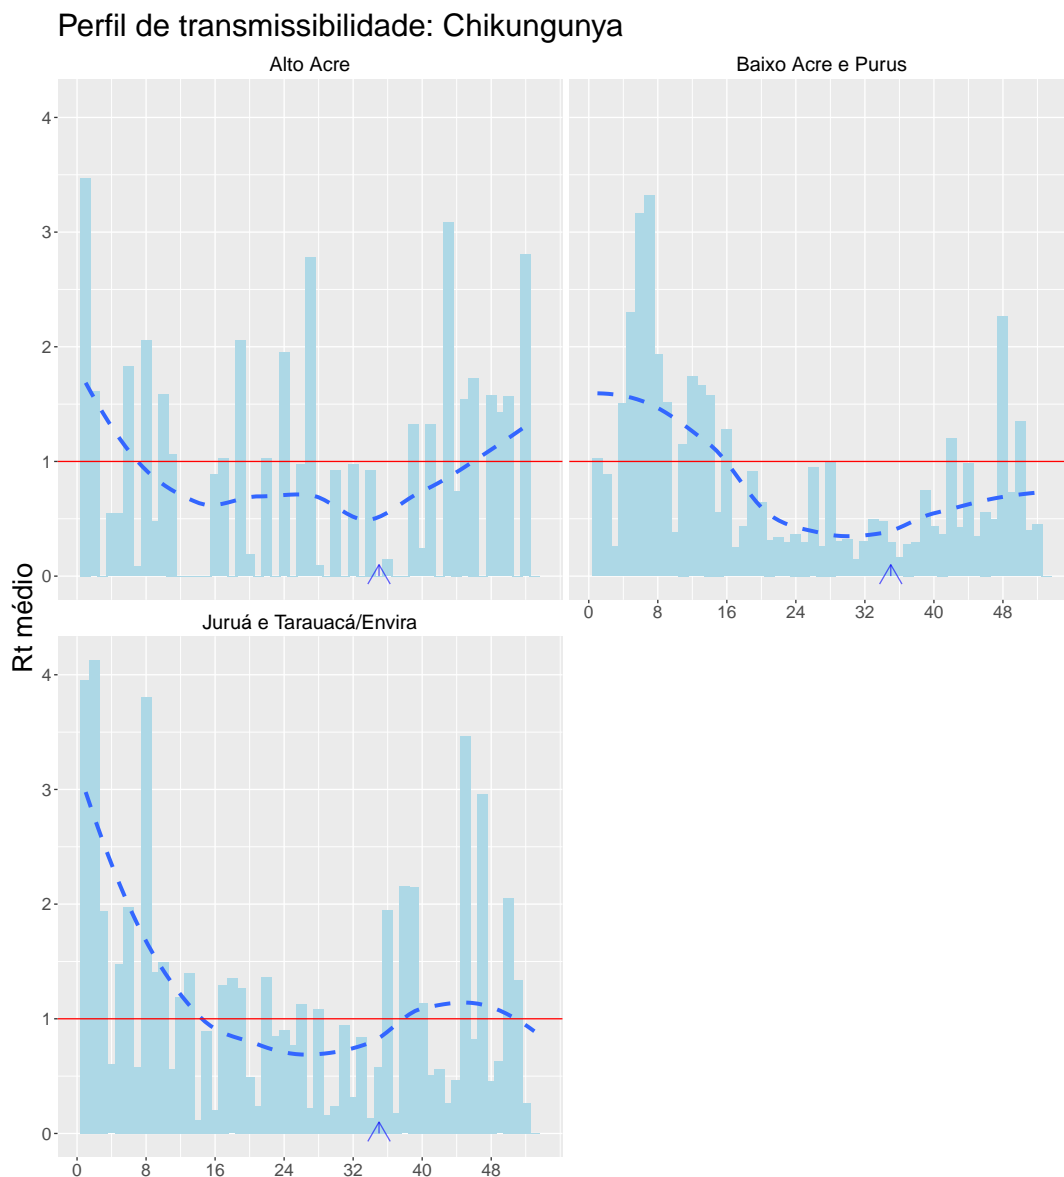 Perfil de transmissibilidade: Chikungunya
Alto Acre
Baixo Acre e Purus
4
3
2
1
0
0 8 16 24 32 40 48
Rt médio
Juruá e Tarauacá/Envira
4
3
2
1
0
0 8 16 24 32 40 48